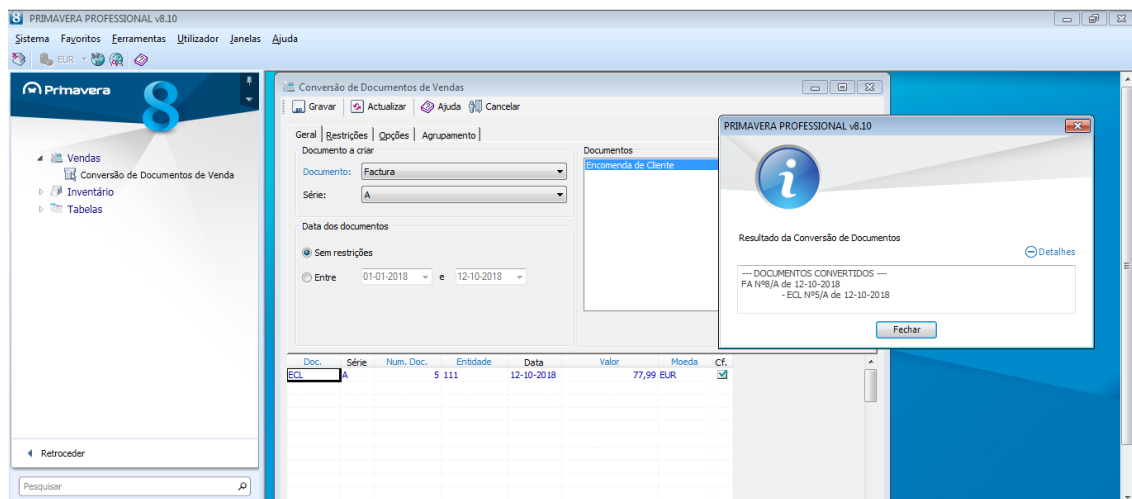 PRIMAVERA PROFESSIONAL v8.10
Sistema Favoritos Ferramentas Utilizador Janelas Ajuda
EUR
Primavera
8
Vendas
Conversão de Documentos de Venda
Inventário
Tabelas
Retroceder
Pesquisar
Conversão de Documentos de Vendas
Gravar Actualizar Ajuda Cancelar
Geral Restrições Opções Agrupamento
Documento a criar
Documento: Factura
Série: A
Data dos documentos
Sem restrições
Entre 01-01-2018 e 12-10-2018
Documentos
Encomenda de Cliente
Doc. Série Num. Doc. Entidade Data Valor Moeda Cf.
ECL A 5 111 12-10-2018 77,99 EUR
PRIMAVERA PROFESSIONAL v8.10
Resultado da Conversão de Documentos
Detalhes
--- DOCUMENTOS CONVERTIDOS ---
FA Nº8/A de 12-10-2018
- ECL Nº5/A de 12-10-2018
Fechar